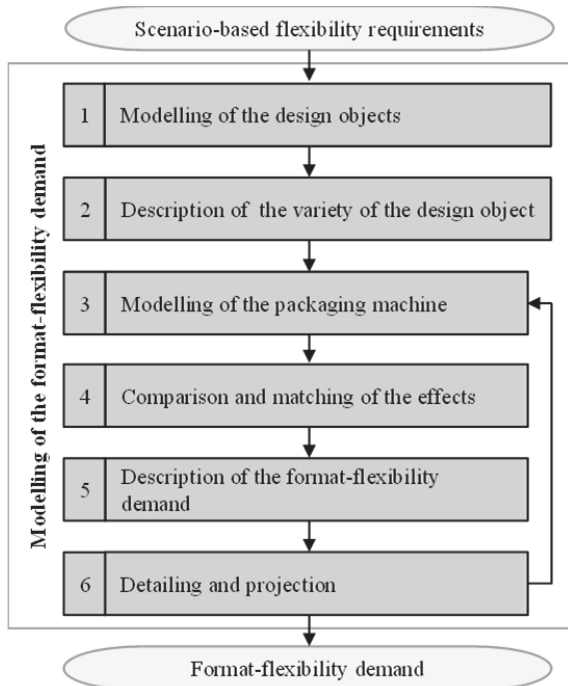 Scenario-based flexibility requirements
Modelling of the format-flexibility demand
1 Modelling of the design objects
2 Description of the variety of the design object
3 Modelling of the packaging machine
4 Comparison and matching of the effects
5 Description of the format-flexibility
demand
6 Detailing and projection
Format-flexibility demand